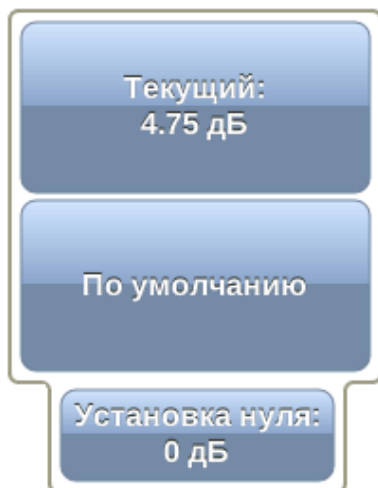 Текущий:
4.75 дБ
По умолчанию
Установка нуля:
0 дБ